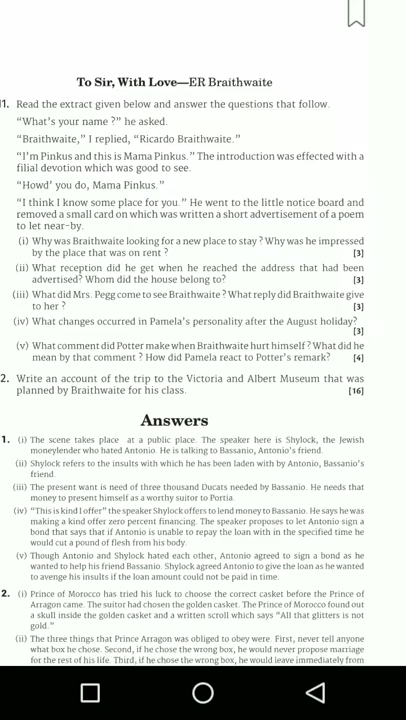 To Sir, With Love—ER Braithwaite
11. Read the extract given below and answer the questions that follow.
“What's your name ?” he asked.
“Braithwaite,” I replied, “Ricardo Braithwaite.”
“I'm Pinkus and this is Mama Pinkus.” The introduction was effected with a
filial devotion which was good to see.
“Howd' you do, Mama Pinkus.”
“I think I know some place for you.” He went to the little notice board and
removed a small card on which was written a short advertisement of a poem
to let near-by.
(i) Why was Braithwaite looking for a new place to stay ? Why was he impressed
by the place that was on rent ? [3]
(ii) What reception did he get when he reached the address that had been
advertised? Whom did the house belong to? [3]
(iii) What did Mrs. Pegg come to see Braithwaite ? What reply did Braithwaite give
to her ? [3]
(iv) What changes occurred in Pamela's personality after the August holiday?
[3]
(v) What comment did Potter make when Braithwaite hurt himself ? What did he
mean by that comment ? How did Pamela react to Potter's remark? [4]
2. Write an account of the trip to the Victoria and Albert Museum that was
planned by Braithwaite for his class. [16]
Answers
1. (i) The scene takes place at a public place. The speaker here is Shylock, the Jewish
moneylender who hated Antonio. He is talking to Bassanio, Antonio's friend.
(ii) Shylock refers to the insults with which he has been laden with by Antonio, Bassanio's
friend.
(iii) The present want is need of three thousand Ducats needed by Bassanio. He needs that
money to present himself as a worthy suitor to Portia.
(iv) “This is kind I offer” the speaker Shylock offers to lend money to Bassanio. He says he was
making a kind offer zero percent financing. The speaker proposes to let Antonio sign a
bond that says that if Antonio is unable to repay the loan with in the specified time he
would cut a pound of flesh from his body.
(v) Though Antonio and Shylock hated each other, Antonio agreed to sign a bond as he
wanted to help his friend Bassanio. Shylock agreed Antonio to give the loan as he wanted
to avenge his insults if the loan amount could not be paid in time.
2. (i) Prince of Morocco has tried his luck to choose the correct casket before the Prince of
Arragon came. The suitor had chosen the golden casket. The Prince of Morocco found out
a skull inside the golden casket and a written scroll which says “All that glitters is not
gold.”
(ii) The three things that Prince Arragon was obliged to obey were. First, never tell anyone
what box he chose. Second, if he chose the wrong box, he would never propose marriage
for the rest of his life. Third, if he chose the wrong box, he would leave immediately from